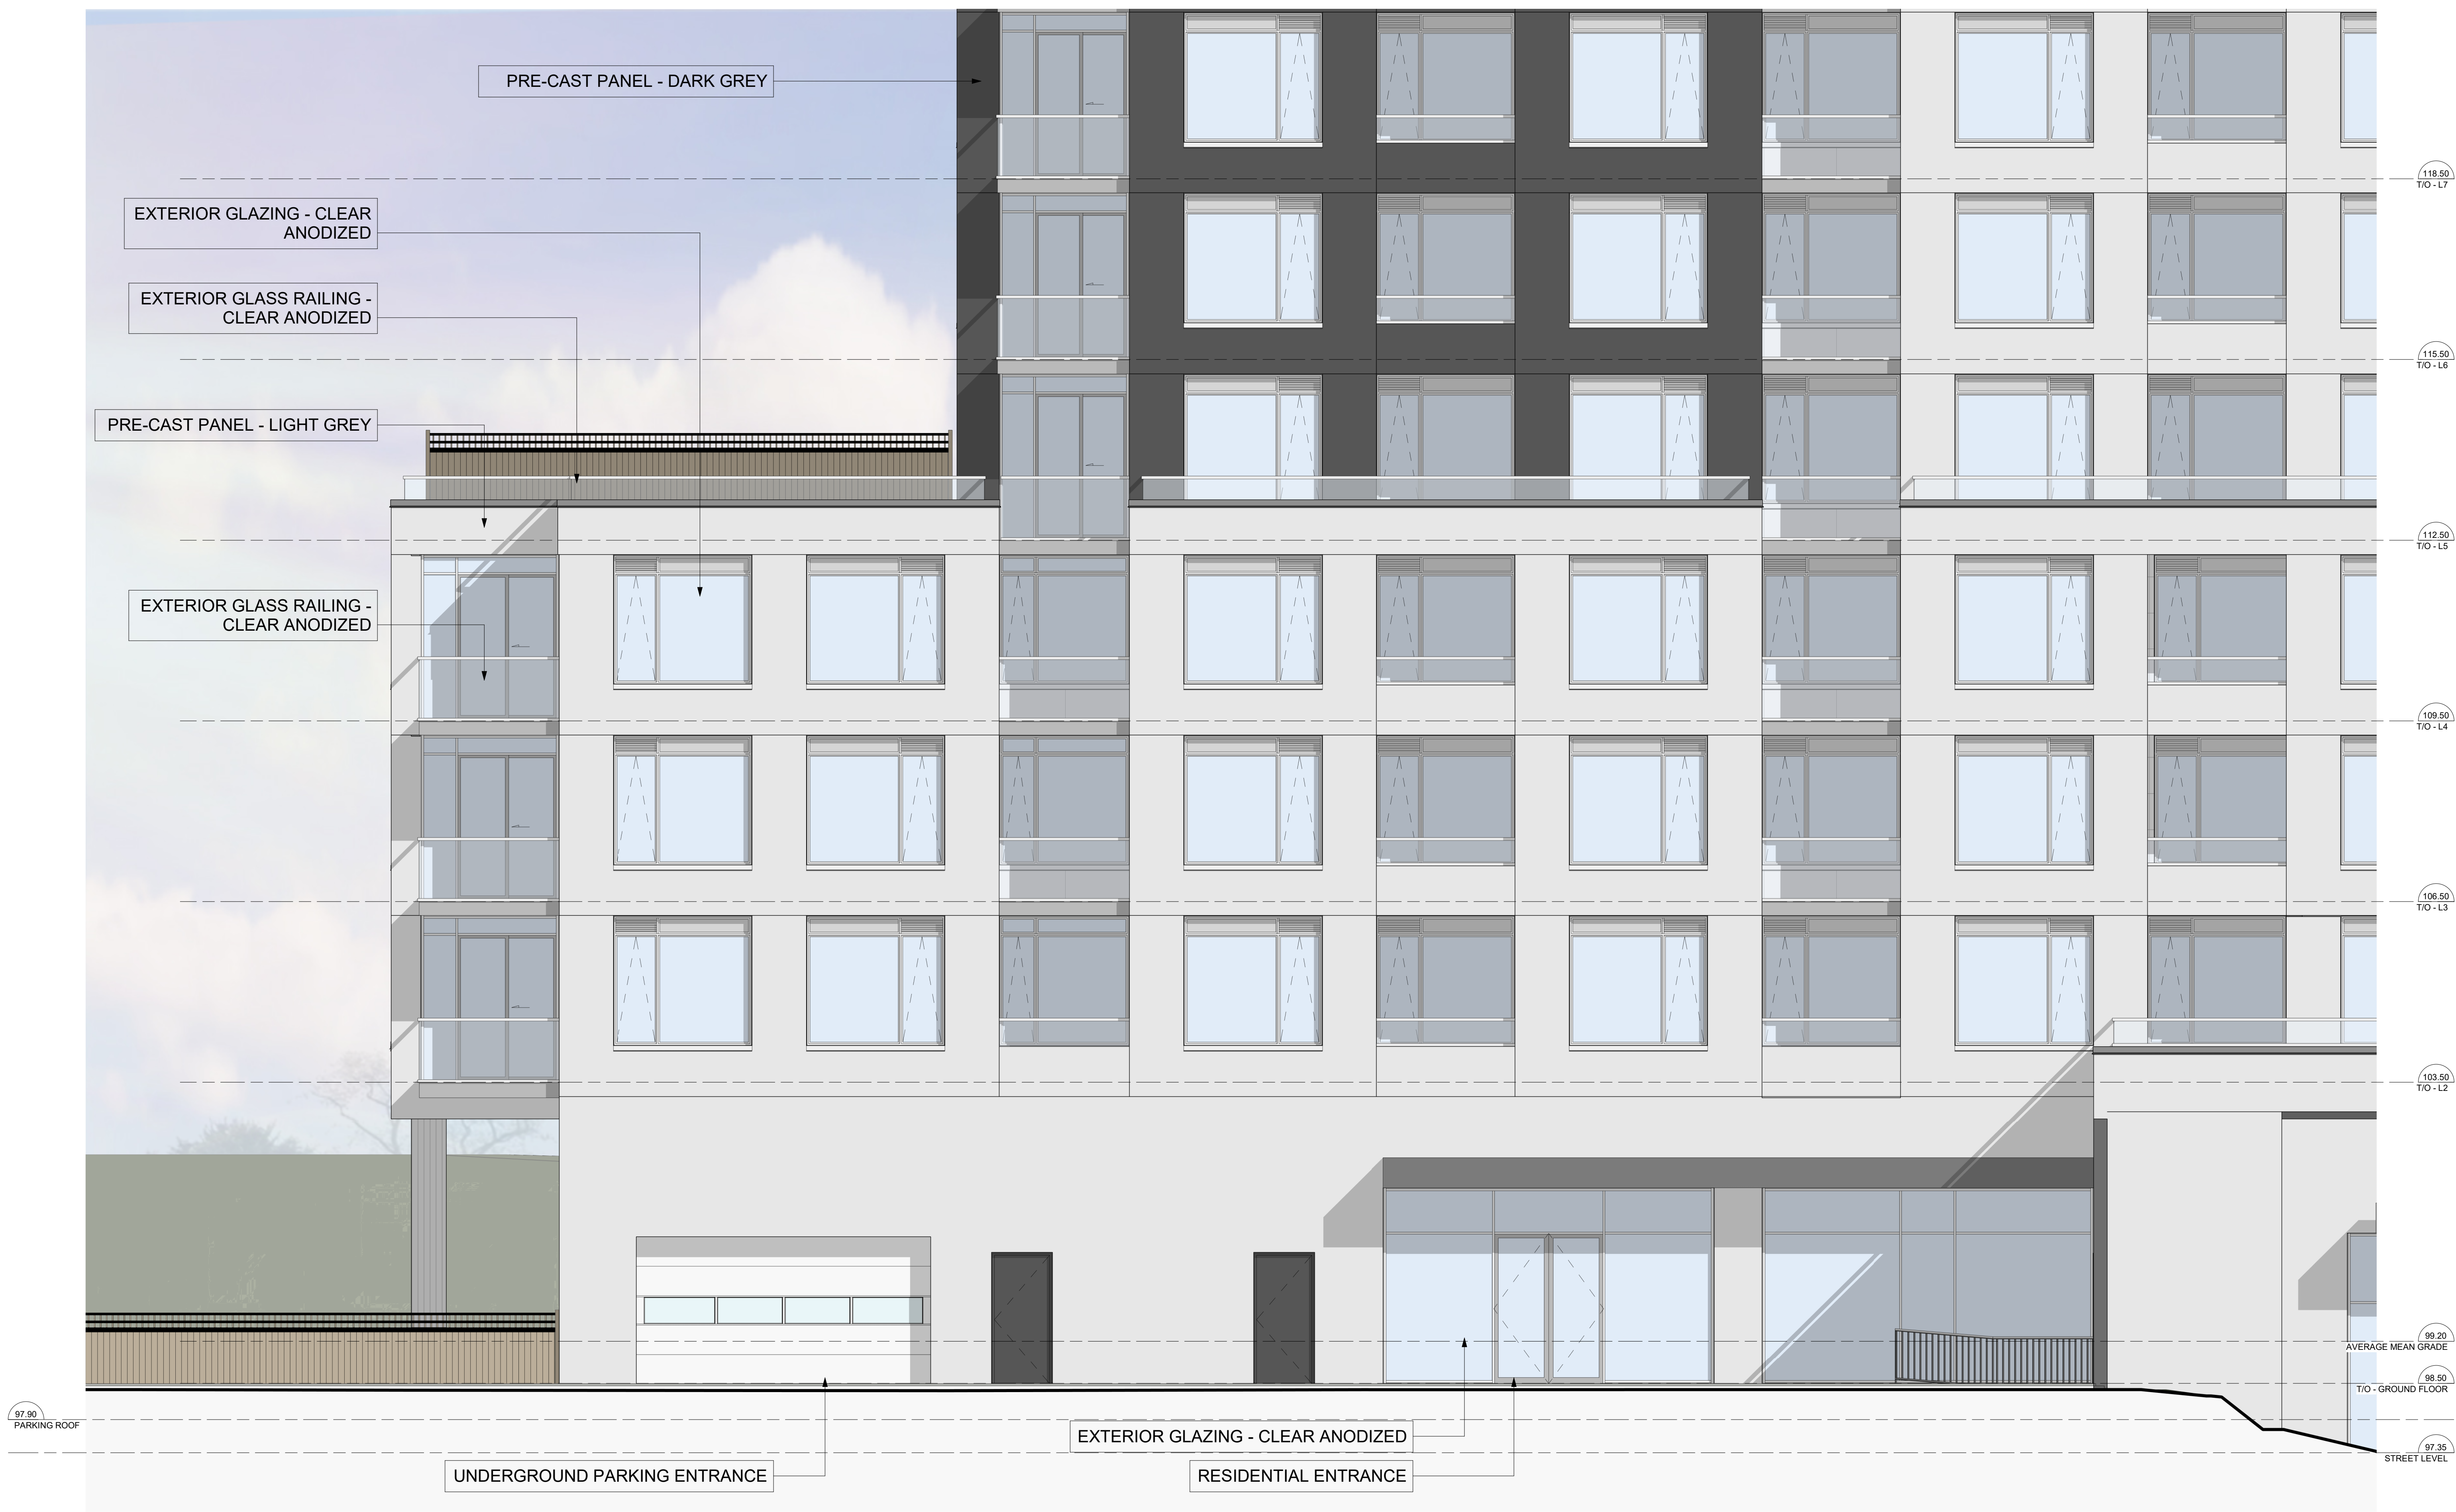 PRE-CAST PANEL - DARK GREY
118.50
T/O - L7
EXTERIOR GLAZING - CLEAR
ANODIZED
EXTERIOR GLASS RAILING -
CLEAR ANODIZED
115.50
T/O - L6
PRE-CAST PANEL - LIGHT GREY
112.50
T/O - L5
EXTERIOR GLASS RAILING -
CLEAR ANODIZED
109.50
T/O - L4
106.50
T/O - L3
103.50
T/O - L2
99.20
AVERAGE MEAN GRADE
98.50
T/O - GROUND FLOOR
97.90
PARKING ROOF
EXTERIOR GLAZING - CLEAR ANODIZED
97.35
STREET LEVEL
UNDERGROUND PARKING ENTRANCE
RESIDENTIAL ENTRANCE